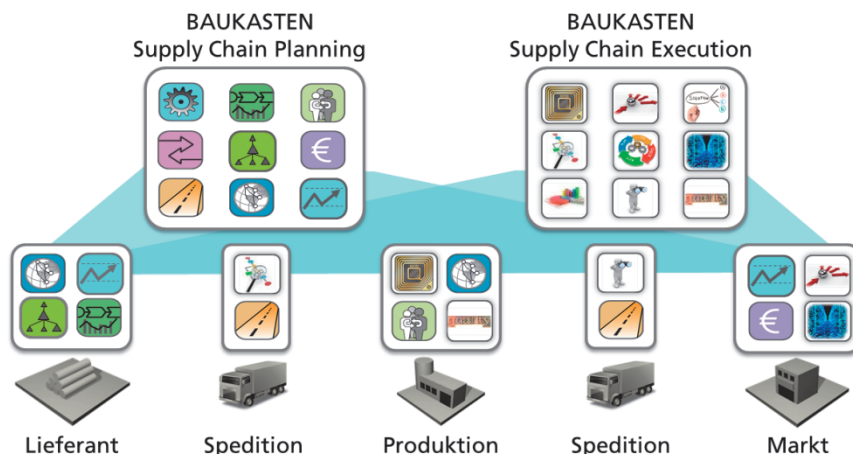 BAUKASTEN
Supply Chain Planning
BAUKASTEN
Supply Chain Execution
€
€
Lieferant
Spedition
Produktion
Spedition
Markt